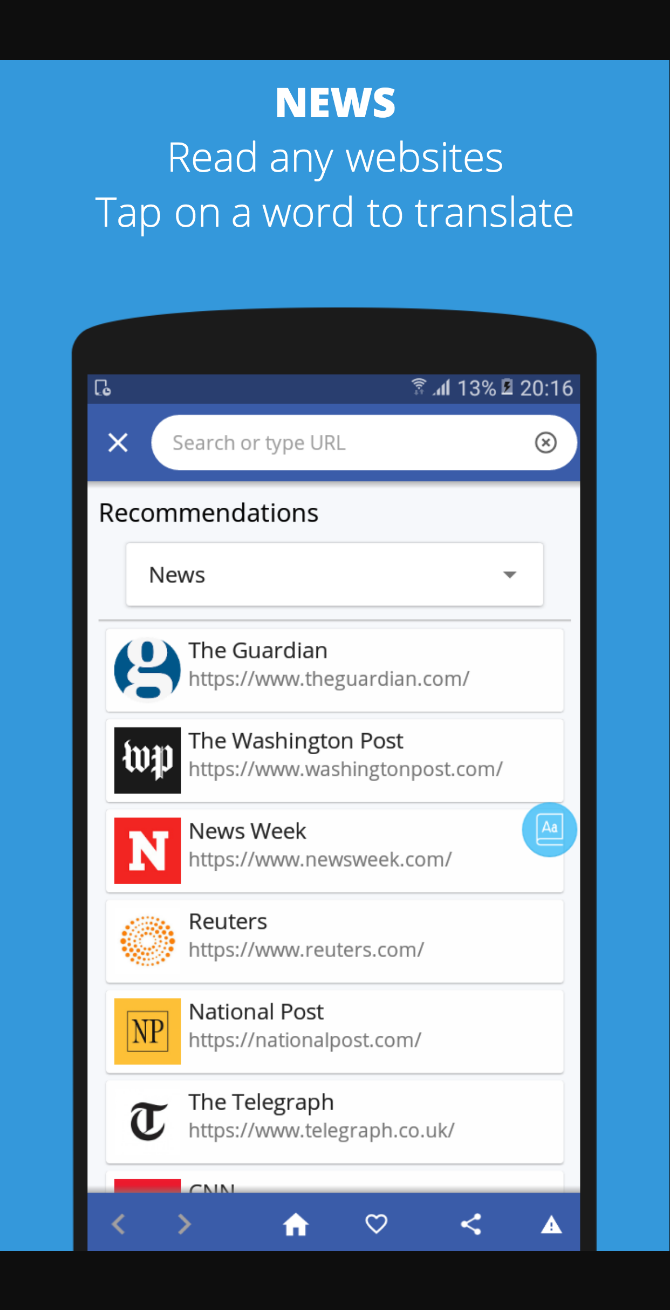 NEWS
Read any websites
Tap on a word to translate
13% 20:16
Search or type URL
Recommendations
News
The Guardian
https://www.theguardian.com/
wp
The Washington Post
https://www.washingtonpost.com/
N
News Week
https://www.newsweek.com/
Aa
Reuters
https://www.reuters.com/
NP
National Post
https://nationalpost.com/
T
The Telegraph
https://www.telegraph.co.uk/
CNN